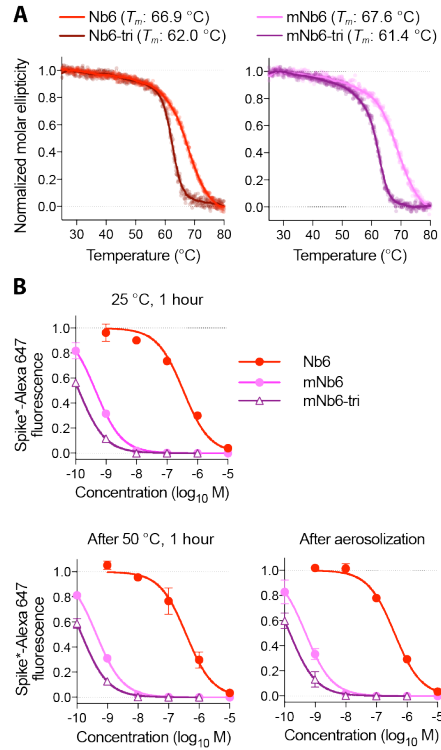 A
Nb6 (Tm: 66.9 °C)
Nb6-tri (Tm: 62.0 °C)
mNb6 (Tm: 67.6 °C)
mNb6-tri (Tm: 61.4 °C)
Normalized molar ellipticity
1.0
0.8
0.6
0.4
0.2
0.0
30 40 50 60 70 80
Temperature (°C)
1.0
0.8
0.6
0.4
0.2
0.0
30 40 50 60 70 80
Temperature (°C)
B
25 °C, 1 hour
Spike*-Alexa 647
fluorescence
1.0
0.8
0.6
0.4
0.2
0.0
-10 -9 -8 -7 -6 -5
Concentration (log10 M)
Nb6
mNb6
mNb6-tri
After 50 °C, 1 hour
Spike*-Alexa 647
fluorescence
1.0
0.8
0.6
0.4
0.2
0.0
-10 -9 -8 -7 -6 -5
Concentration (log10 M)
After aerosolization
1.0
0.8
0.6
0.4
0.2
0.0
-10 -9 -8 -7 -6 -5
Concentration (log10 M)